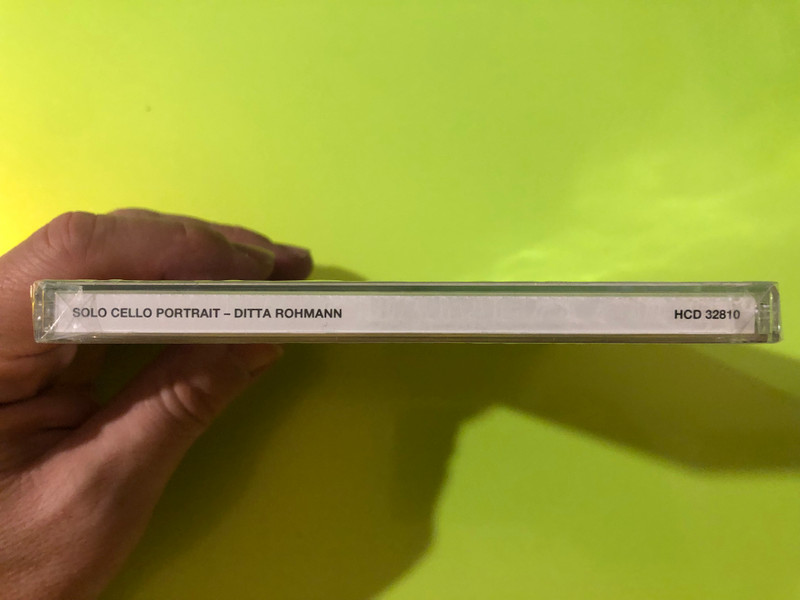 SOLO CELLO PORTRAIT – DITTA ROHMANN HCD 32810